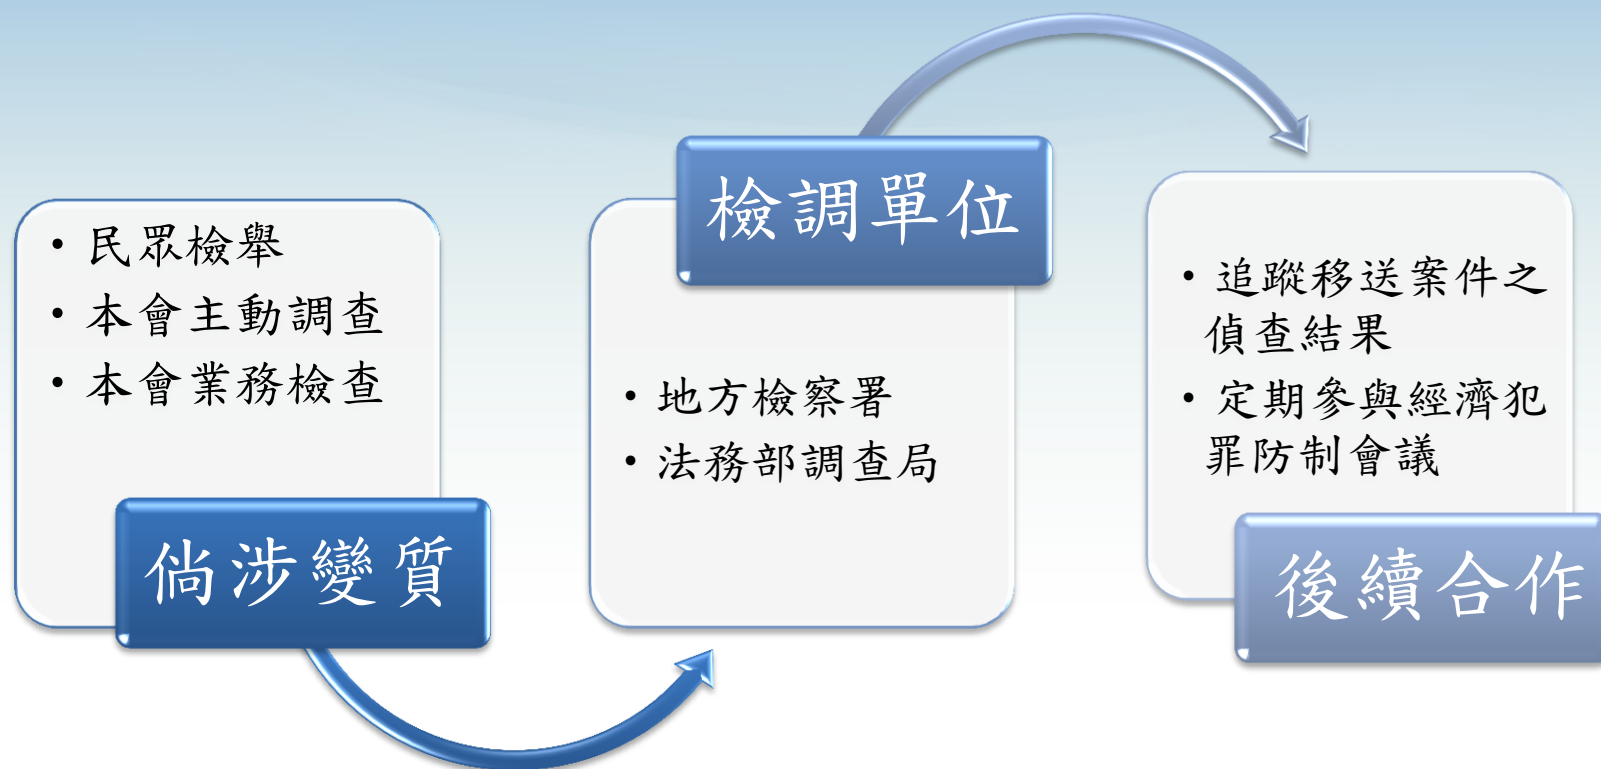 • 民眾檢舉
• 本會主動調查
• 本會業務檢查
倘涉變質
檢調單位
• 地方檢察署
• 法務部調查局
• 追蹤移送案件之
偵查結果
• 定期參與經濟犯
罪防制會議
後續合作